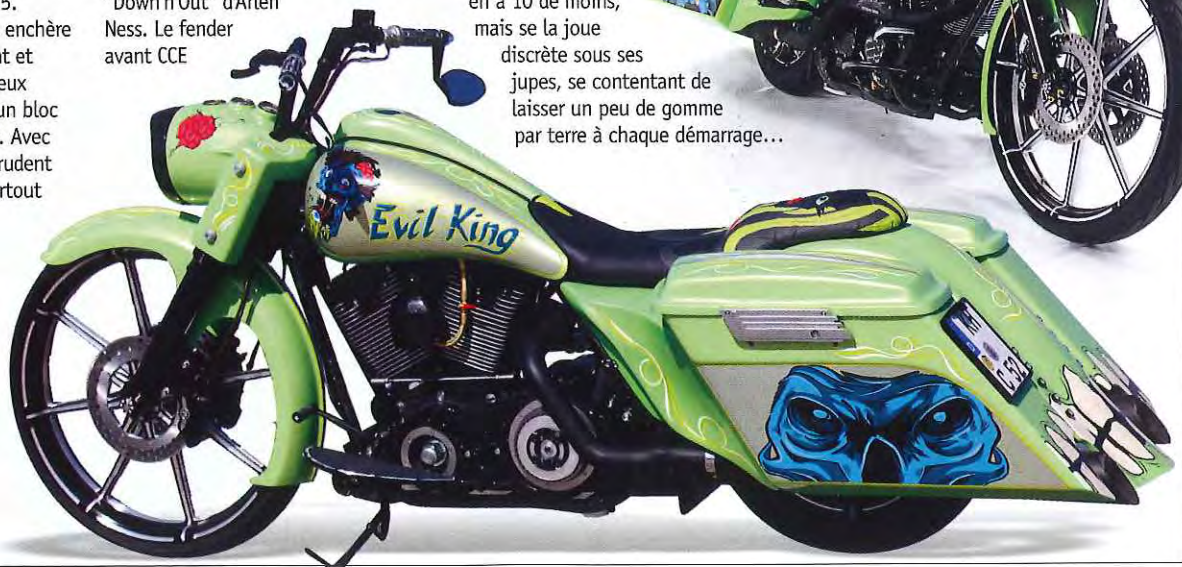 5.
enchère
t et
eux
un bloc
. Avec
rudent
rtout
"Down'n'Out" d'Arlen
Ness. Le fender
avant CCE
en a 10 de moins,
mais se la joue
discrète sous ses
jupes, se contentant de
laisser un peu de gomme
par terre à chaque démarrage...
Evil King
C 52